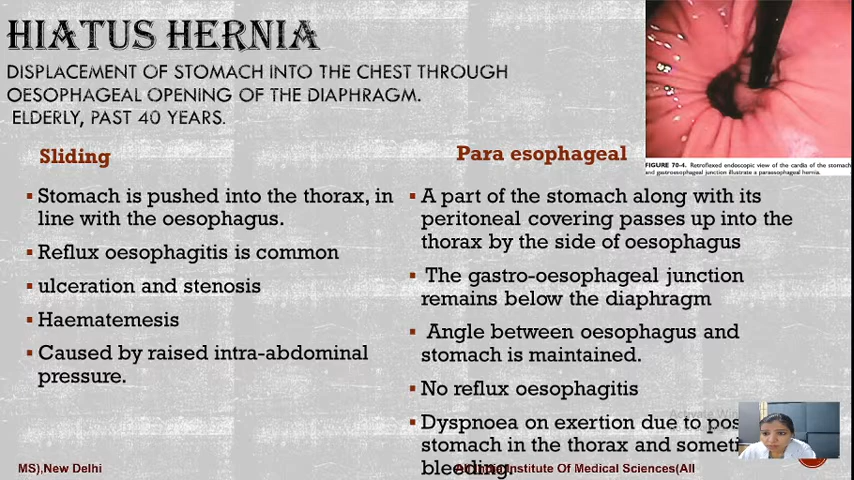 HIATUS HERNIA
DISPLACEMENT OF STOMACH INTO THE CHEST THROUGH
OESOPHAGEAL OPENING OF THE DIAPHRAGM.
ELDERLY, PAST 40 YEARS.
FIGURE 70-4. Retroflexed endoscopic view of the cardia of the stomach
and gastroesophageal junction illustrate a paraesophageal hernia.
Sliding
Stomach is pushed into the thorax, in
line with the oesophagus.
Reflux oesophagitis is common
ulceration and stenosis
Haematemesis
Caused by raised intra-abdominal
pressure.
Para esophageal
A part of the stomach along with its
peritoneal covering passes up into the
thorax by the side of oesophagus
The gastro-oesophageal junction
remains below the diaphragm
Angle between oesophagus and
stomach is maintained.
No reflux oesophagitis
Dyspnoea on exertion due to pos
stomach in the thorax and someti
bleeding.
Activate Win
MS),New Delhi
All India Institute Of Medical Sciences(All